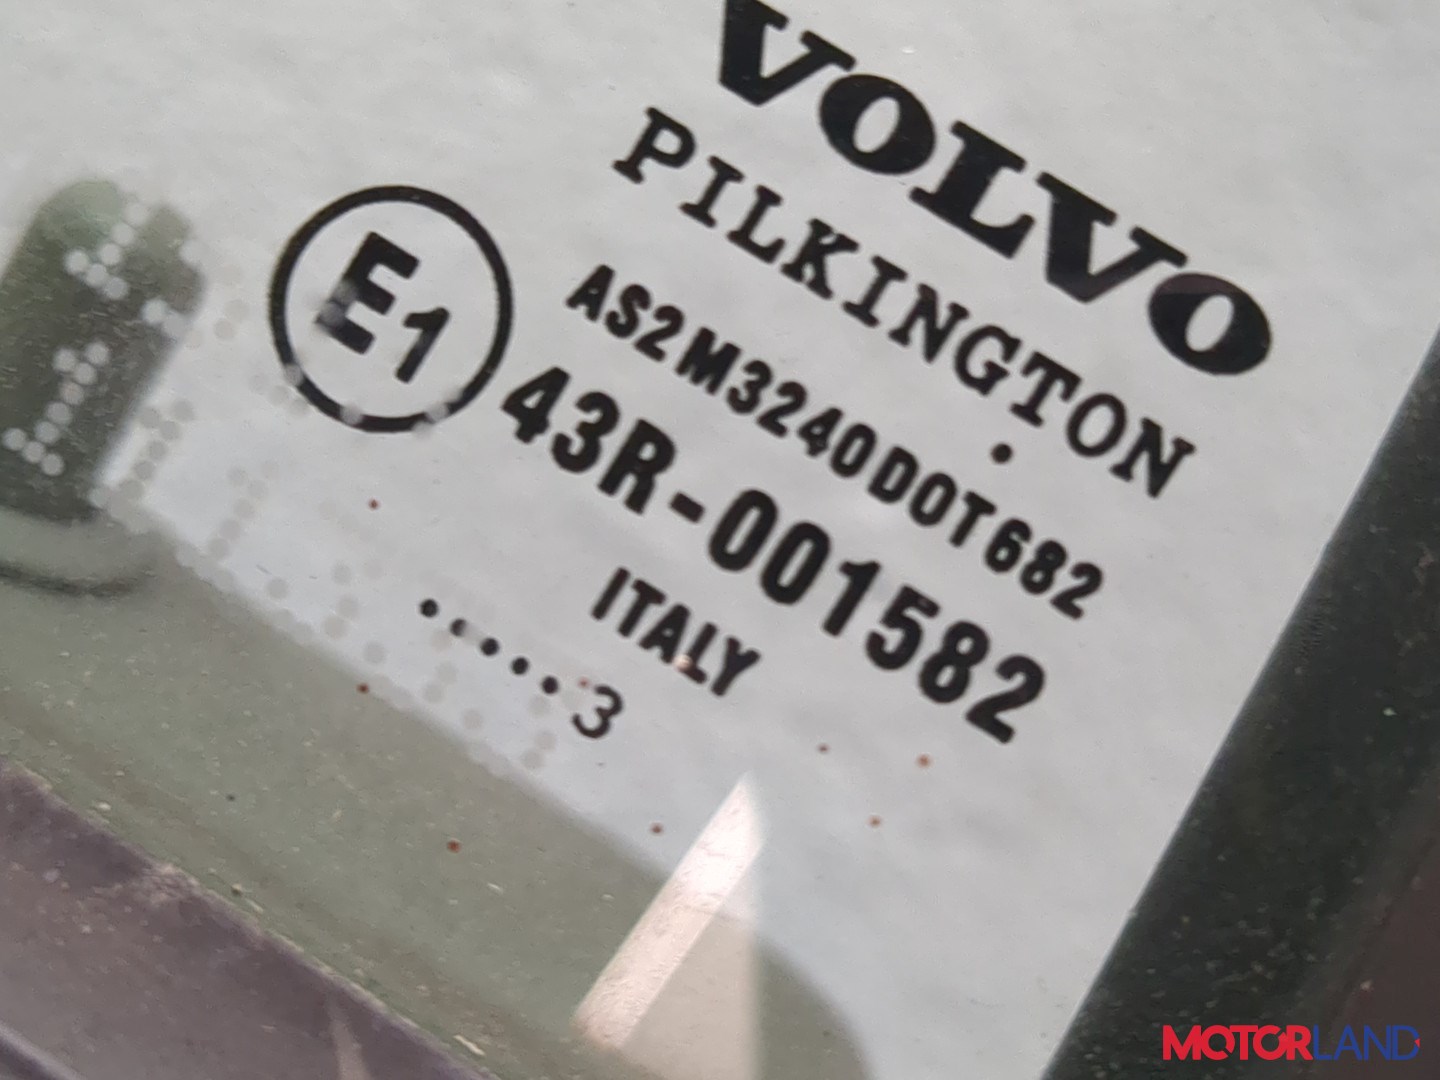 VOLVO
PILKINGTON
AS2M3240DOT682
E1
43R-001582
ITALY
.....3
MOTORLAND